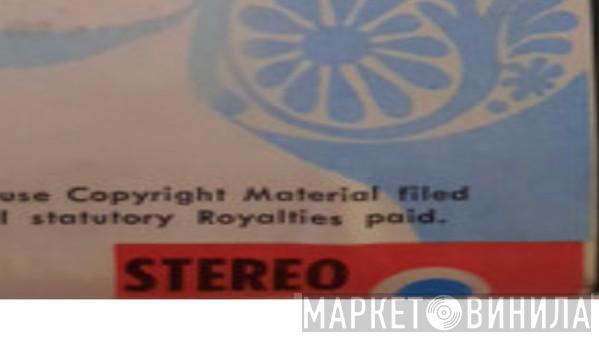 use Copyright Material filed
l statutory Royalties paid.
STEREO
МАРКЕТ ВИНИЛА